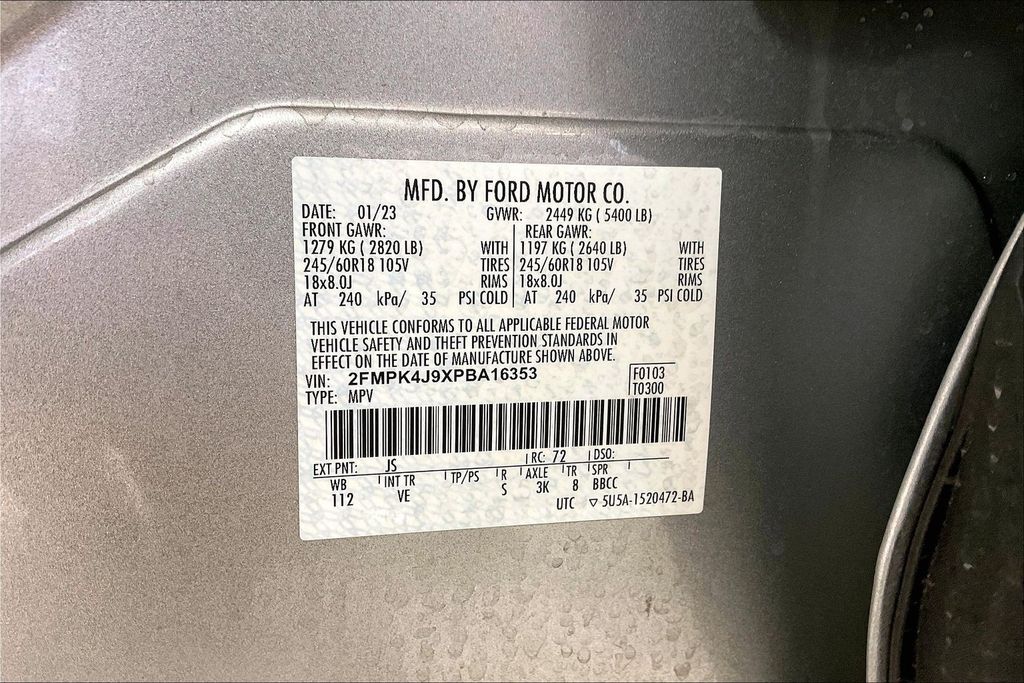 MFD. BY FORD MOTOR CO.
DATE: 01/23 GVWR: 2449 KG ( 5400 LB)
FRONT GAWR: REAR GAWR:
1279 KG ( 2820 LB) WITH 1197 KG ( 2640 LB) WITH
245/60R18 105V TIRES 245/60R18 105V TIRES
18x8.0J RIMS 18x8.0J RIMS
AT 240 kPa/ 35 PSI COLD AT 240 kPa/ 35 PSI COLD
THIS VEHICLE CONFORMS TO ALL APPLICABLE FEDERAL MOTOR
VEHICLE SAFETY AND THEFT PREVENTION STANDARDS IN
EFFECT ON THE DATE OF MANUFACTURE SHOWN ABOVE.
VIN: 2FMPK4J9XPBA16353 F0103
TYPE: MPV T0300
EXT PNT: JS RC: 72 DSO:
WB INT TR TP/PS R AXLE TR SPR
112 VE S 3K 8 BBCC
UTC ▽ 5U5A-1520472-BA